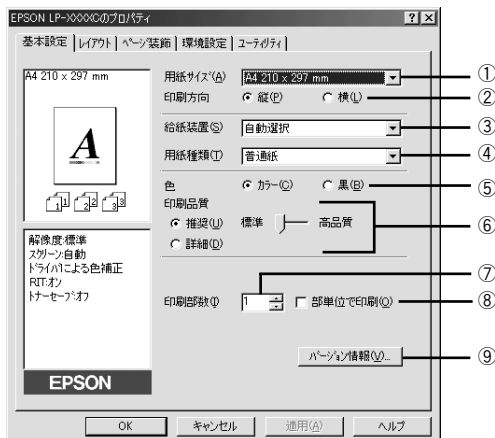 EPSON LP-XXXXCのプロパティ
基本設定 レイアウト ページ装飾 環境設定 ユーティリティ
A4 210 x 297 mm
A
1 1 2 2 3 3
解像度:標準
スクリーン:自動
ドライバによる色補正
RIT:オン
トナーセーブ:オフ
EPSON
用紙サイズ(A) A4 210 x 297 mm ①
印刷方向 縦(P) 横(L) ②
給紙装置(S) 自動選択 ③
用紙種類(T) 普通紙 ④
色 カラー(C) 黒(B) ⑤
印刷品質
推奨(U) 標準 高品質 ⑥
詳細(D)
⑦
印刷部数(I) 1 部単位で印刷(O) ⑧
バージョン情報(V)... ⑨
OK キャンセル 適用(A) ヘルプ